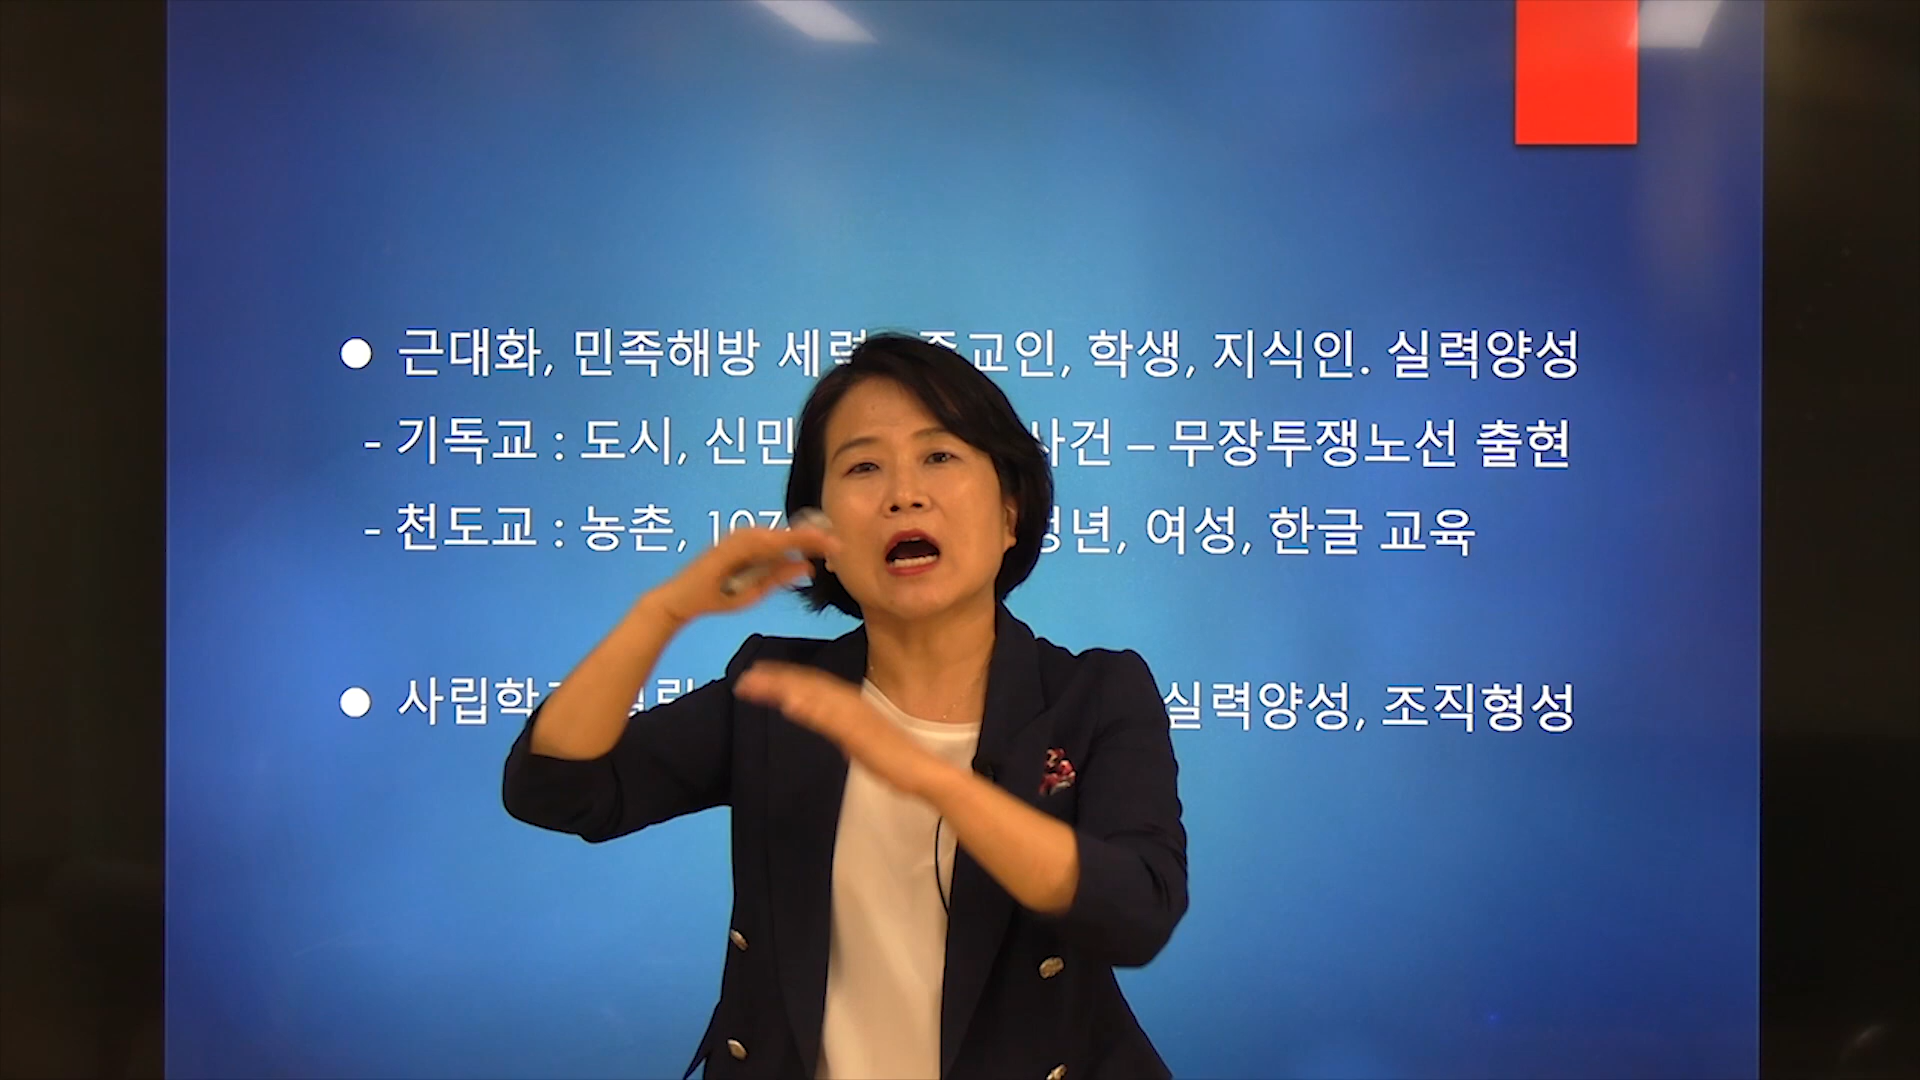 ● 근대화, 민족해방 세력 종교인, 학생, 지식인. 실력양성
- 기독교 : 도시, 신민 사건 – 무장투쟁노선 출현
- 천도교 : 농촌, 청년, 여성, 한글 교육
● 사립학교 실력양성, 조직형성